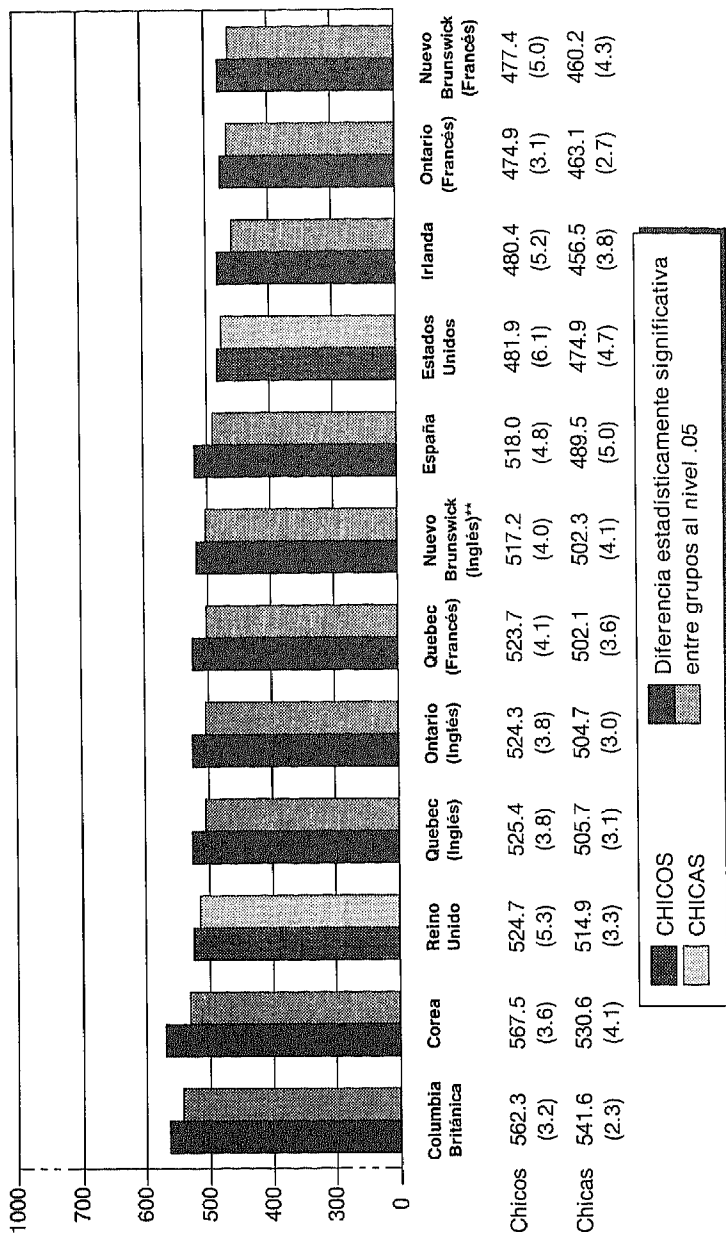 1000
700
600
500
400
300
0
Columbia
Británica
Corea
Reino
Unido
Quebec
(Inglés)
Ontario
(Inglés)
Quebec
(Francés)
Nuevo
Brunswick
(Inglés)**
España
Estados
Unidos
Irlanda
Ontario
(Francés)
Nuevo
Brunswick
(Francés)
Chicos 562.3 567.5 524.7 525.4 524.3 523.7 517.2 518.0 481.9 480.4 474.9 477.4
(3.2) (3.6) (5.3) (3.8) (3.8) (4.1) (4.0) (4.8) (6.1) (5.2) (3.1) (5.0)
Chicas 541.6 530.6 514.9 505.7 504.7 502.1 502.3 489.5 474.9 456.5 463.1 460.2
(2.3) (4.1) (3.3) (3.1) (3.0) (3.6) (4.1) (5.0) (4.7) (3.8) (2.7) (4.3)
CHICOS
CHICAS
Diferencia estadísticamente significativa
entre grupos al nivel .05